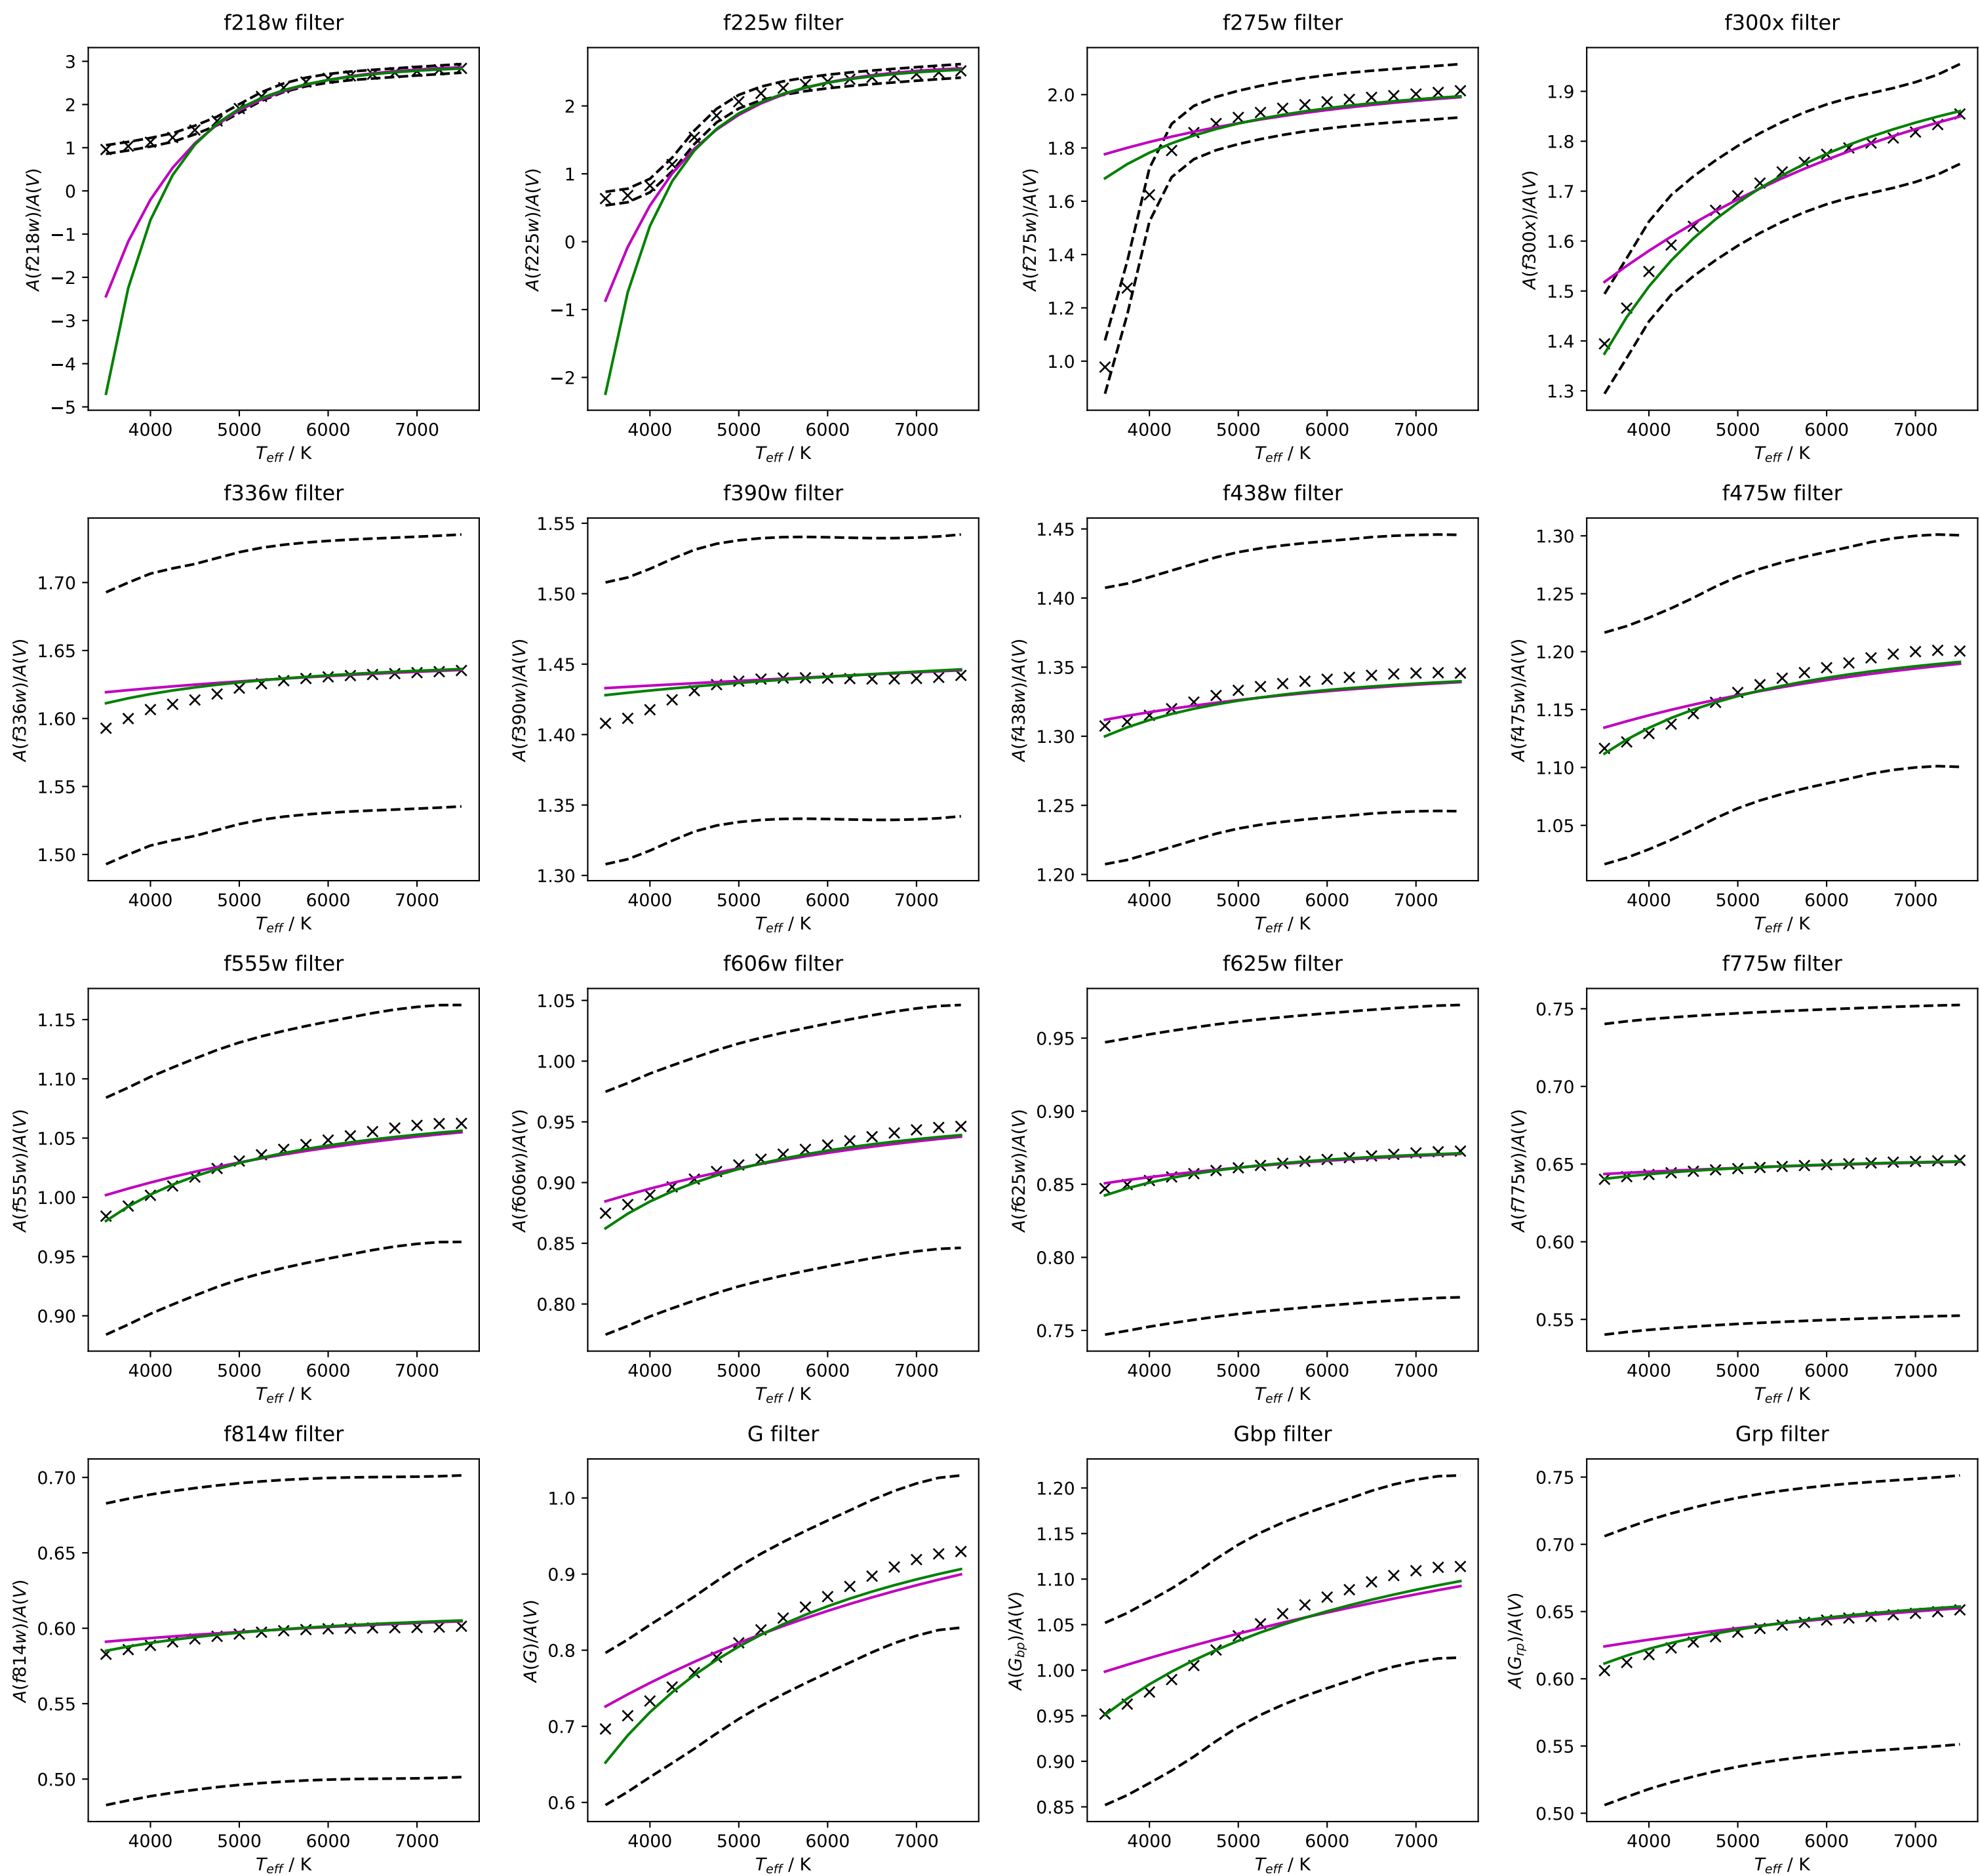 f218w filter
f225w filter
f275w filter
f300x filter
A(f218w)/A(V)
3
2
1
0
−1
−2
−3
−4
−5
4000 5000 6000 7000
T_eff / K
A(f225w)/A(V)
2
1
0
−1
−2
4000 5000 6000 7000
T_eff / K
A(f275w)/A(V)
2.0
1.8
1.6
1.4
1.2
1.0
4000 5000 6000 7000
T_eff / K
A(f300x)/A(V)
1.9
1.8
1.7
1.6
1.5
1.4
1.3
4000 5000 6000 7000
T_eff / K
f336w filter
f390w filter
f438w filter
f475w filter
A(f336w)/A(V)
1.70
1.65
1.60
1.55
1.50
4000 5000 6000 7000
T_eff / K
A(f390w)/A(V)
1.55
1.50
1.45
1.40
1.35
1.30
4000 5000 6000 7000
T_eff / K
A(f438w)/A(V)
1.45
1.40
1.35
1.30
1.25
1.20
4000 5000 6000 7000
T_eff / K
A(f475w)/A(V)
1.30
1.25
1.20
1.15
1.10
1.05
4000 5000 6000 7000
T_eff / K
f555w filter
f606w filter
f625w filter
f775w filter
A(f555w)/A(V)
1.15
1.10
1.05
1.00
0.95
0.90
4000 5000 6000 7000
T_eff / K
A(f606w)/A(V)
1.05
1.00
0.95
0.90
0.85
0.80
4000 5000 6000 7000
T_eff / K
A(f625w)/A(V)
0.95
0.90
0.85
0.80
0.75
4000 5000 6000 7000
T_eff / K
A(f775w)/A(V)
0.75
0.70
0.65
0.60
0.55
4000 5000 6000 7000
T_eff / K
f814w filter
G filter
Gbp filter
Grp filter
A(f814w)/A(V)
0.70
0.65
0.60
0.55
0.50
4000 5000 6000 7000
T_eff / K
A(G)/A(V)
1.0
0.9
0.8
0.7
0.6
4000 5000 6000 7000
T_eff / K
A(G_bp)/A(V)
1.20
1.15
1.10
1.05
1.00
0.95
0.90
0.85
4000 5000 6000 7000
T_eff / K
A(G_rp)/A(V)
0.75
0.70
0.65
0.60
0.55
0.50
4000 5000 6000 7000
T_eff / K